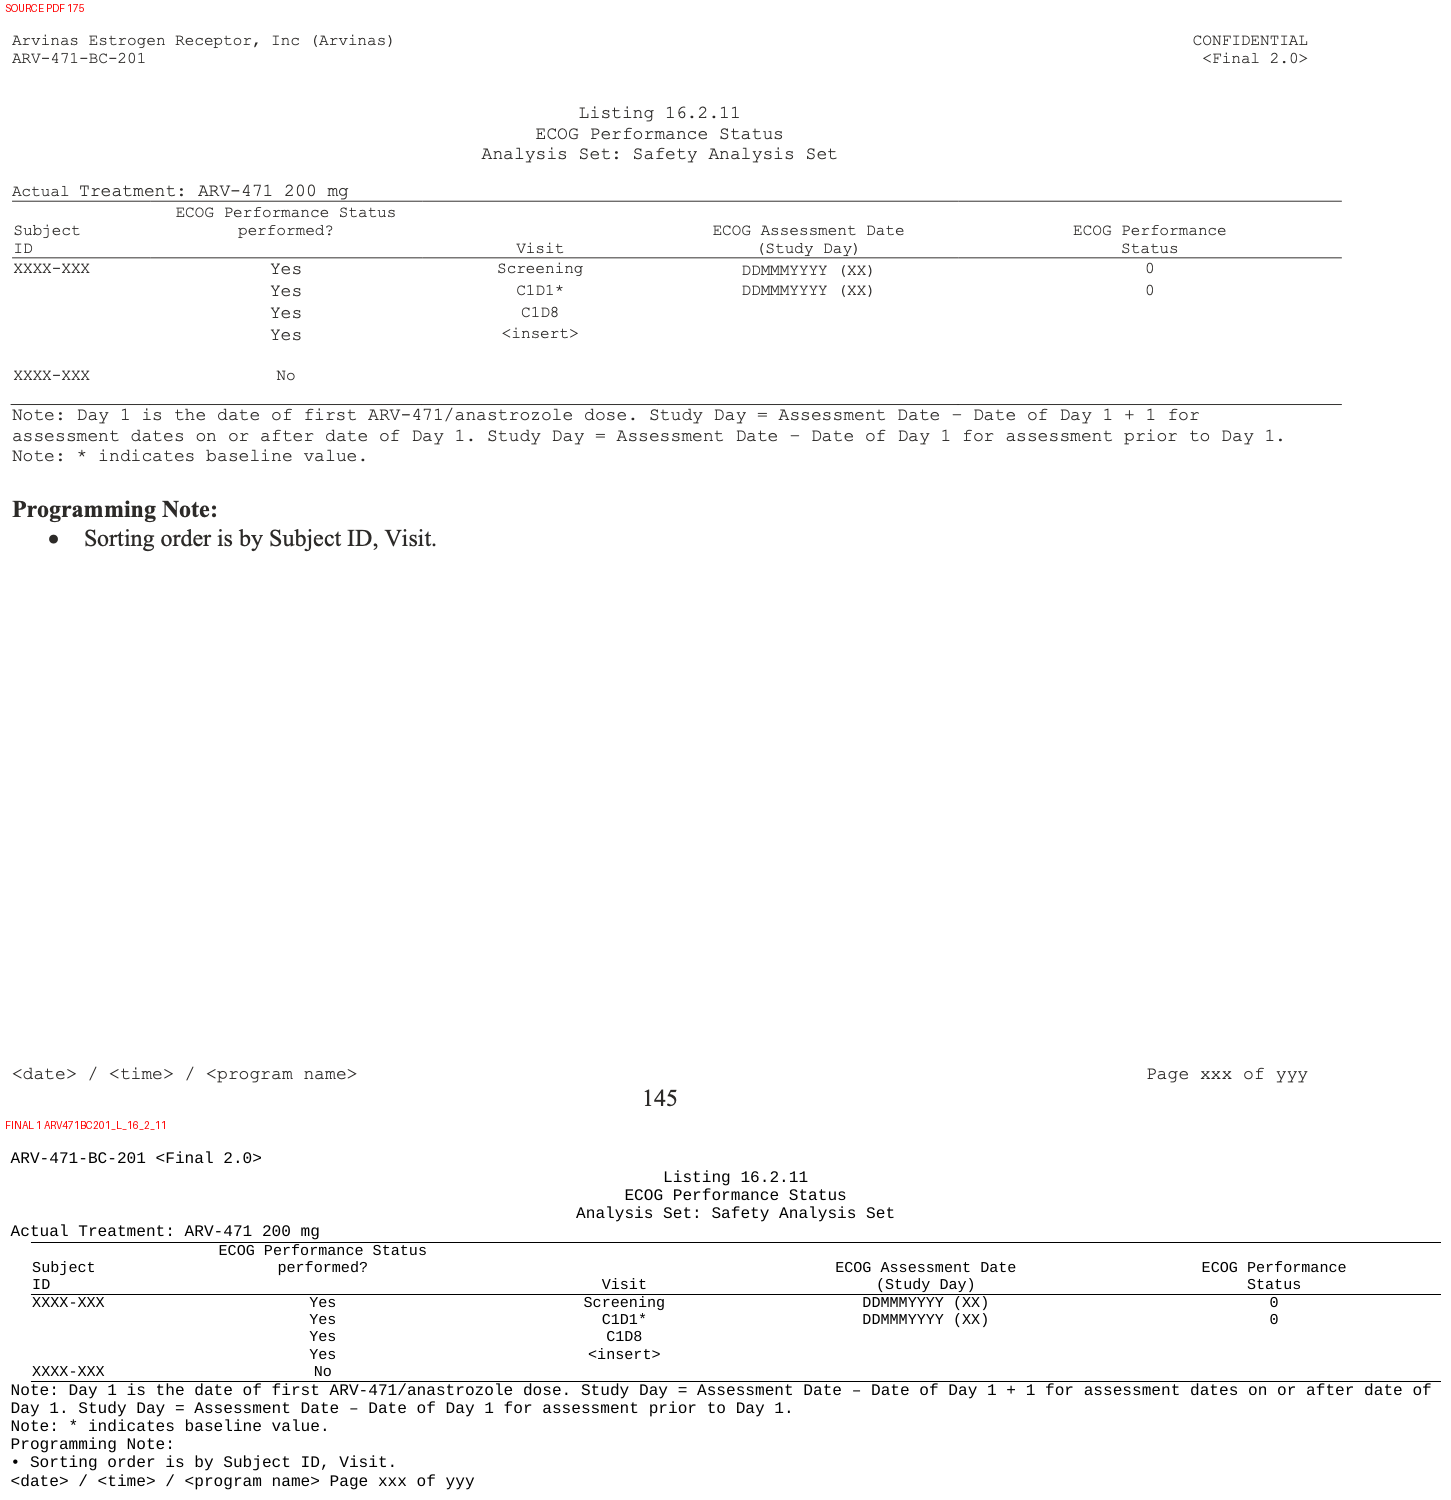 SOURCE PDF 175
Arvinas Estrogen Receptor, Inc (Arvinas) CONFIDENTIAL
ARV-471-BC-201 <Final 2.0>
Listing 16.2.11
ECOG Performance Status
Analysis Set: Safety Analysis Set
Actual Treatment: ARV-471 200 mg
ECOG Performance Status
Subject performed? ECOG Assessment Date ECOG Performance
ID Visit (Study Day) Status
XXXX-XXX Yes Screening DDMMMYYYY (XX) 0
Yes C1D1* DDMMMYYYY (XX) 0
Yes C1D8
Yes <insert>
XXXX-XXX No
Note: Day 1 is the date of first ARV-471/anastrozole dose. Study Day = Assessment Date – Date of Day 1 + 1 for
assessment dates on or after date of Day 1. Study Day = Assessment Date – Date of Day 1 for assessment prior to Day 1.
Note: * indicates baseline value.
Programming Note:
• Sorting order is by Subject ID, Visit.
<date> / <time> / <program name> Page xxx of yyy
145
FINAL 1 ARV471BC201_L_16_2_11
ARV-471-BC-201 <Final 2.0>
Listing 16.2.11
ECOG Performance Status
Analysis Set: Safety Analysis Set
Actual Treatment: ARV-471 200 mg
ECOG Performance Status
Subject performed? ECOG Assessment Date ECOG Performance
ID Visit (Study Day) Status
XXXX-XXX Yes Screening DDMMMYYYY (XX) 0
Yes C1D1* DDMMMYYYY (XX) 0
Yes C1D8
Yes <insert>
XXXX-XXX No
Note: Day 1 is the date of first ARV-471/anastrozole dose. Study Day = Assessment Date – Date of Day 1 + 1 for assessment dates on or after date of
Day 1. Study Day = Assessment Date – Date of Day 1 for assessment prior to Day 1.
Note: * indicates baseline value.
Programming Note:
• Sorting order is by Subject ID, Visit.
<date> / <time> / <program name> Page xxx of yyy